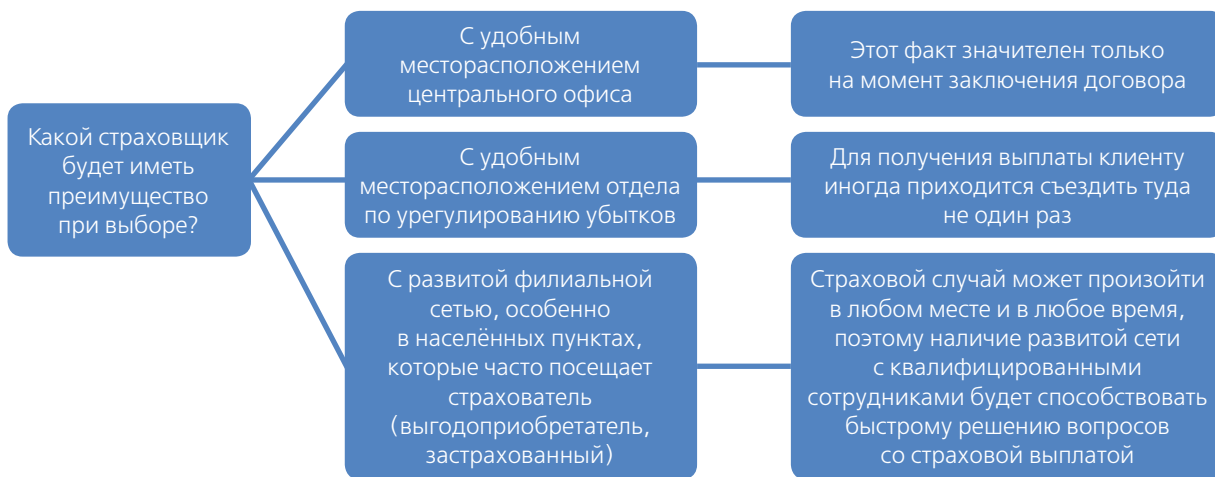 Какой страховщик
будет иметь
преимущество
при выборе?
С удобным
месторасположением
центрального офиса
Этот факт значителен только
на момент заключения договора
С удобным
месторасположением отдела
по урегулированию убытков
Для получения выплаты клиенту
иногда приходится съездить туда
не один раз
С развитой филиальной
сетью, особенно
в населённых пунктах,
которые часто посещает
страхователь
(выгодоприобретатель,
застрахованный)
Страховой случай может произойти
в любом месте и в любое время,
поэтому наличие развитой сети
с квалифицированными
сотрудниками будет способствовать
быстрому решению вопросов
со страховой выплатой